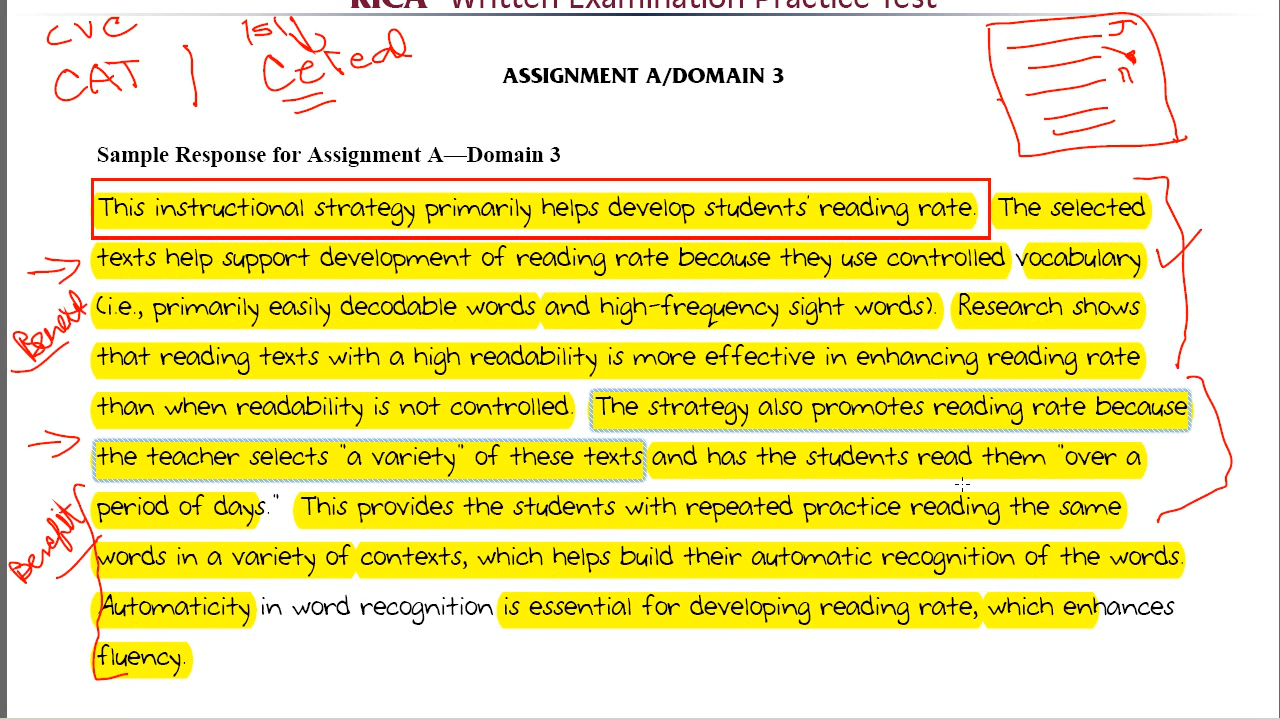 RICA Written Examination Practice Test
CVC
CAT
ASSIGNMENT A/DOMAIN 3
Sample Response for Assignment A—Domain 3
This instructional strategy primarily helps develop students' reading rate. The selected
texts help support development of reading rate because they use controlled vocabulary
(i.e., primarily easily decodable words and high-frequency sight words). Research shows
Benefit
that reading texts with a high readability is more effective in enhancing reading rate
than when readability is not controlled. The strategy also promotes reading rate because
the teacher selects "a variety" of these texts and has the students read them "over a
period of days." This provides the students with repeated practice reading the same
Benefit
words in a variety of contexts, which helps build their automatic recognition of the words.
Automaticity in word recognition is essential for developing reading rate, which enhances
fluency.